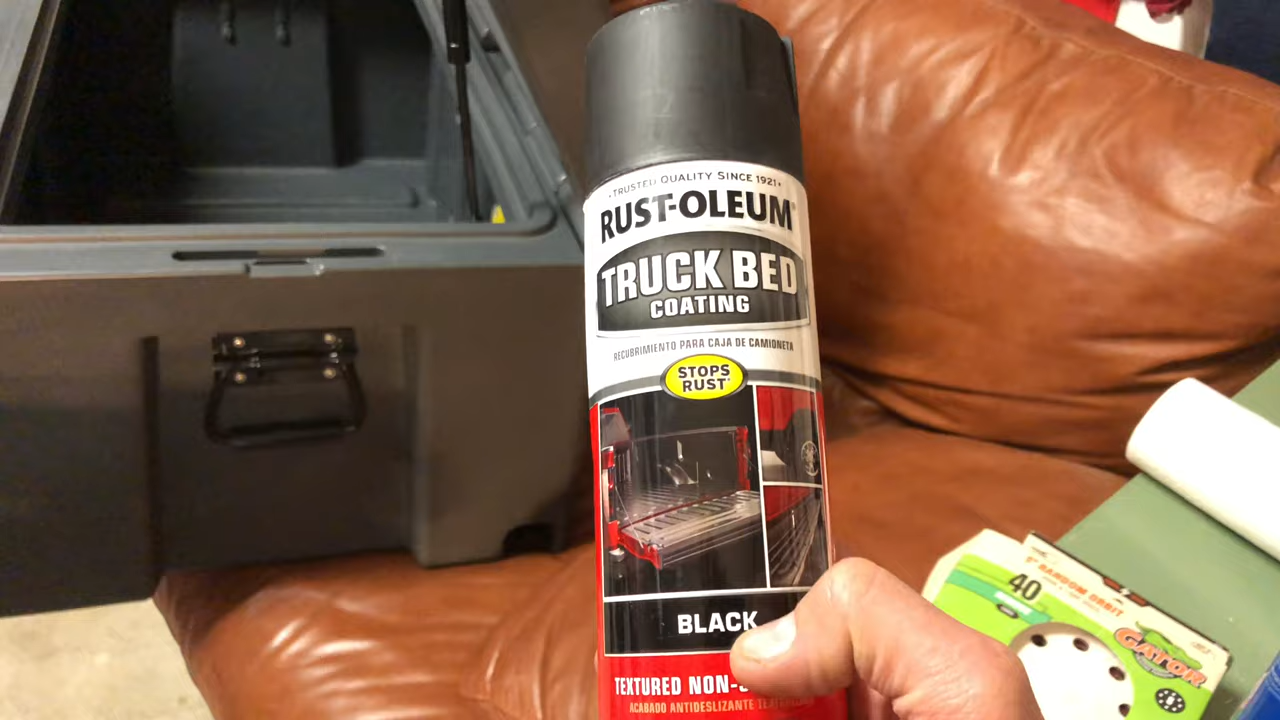 •TRUSTED QUALITY SINCE 1921•
RUST-OLEUM®
TRUCK BED
COATING
RECUBRIMIENTO PARA CAJA DE CAMIONETA
STOPS
RUST®
BLACK
TEXTURED NON-
ACABADO ANTIDESLIZANTE
5" RANDOM ORBIT
40
GATOR